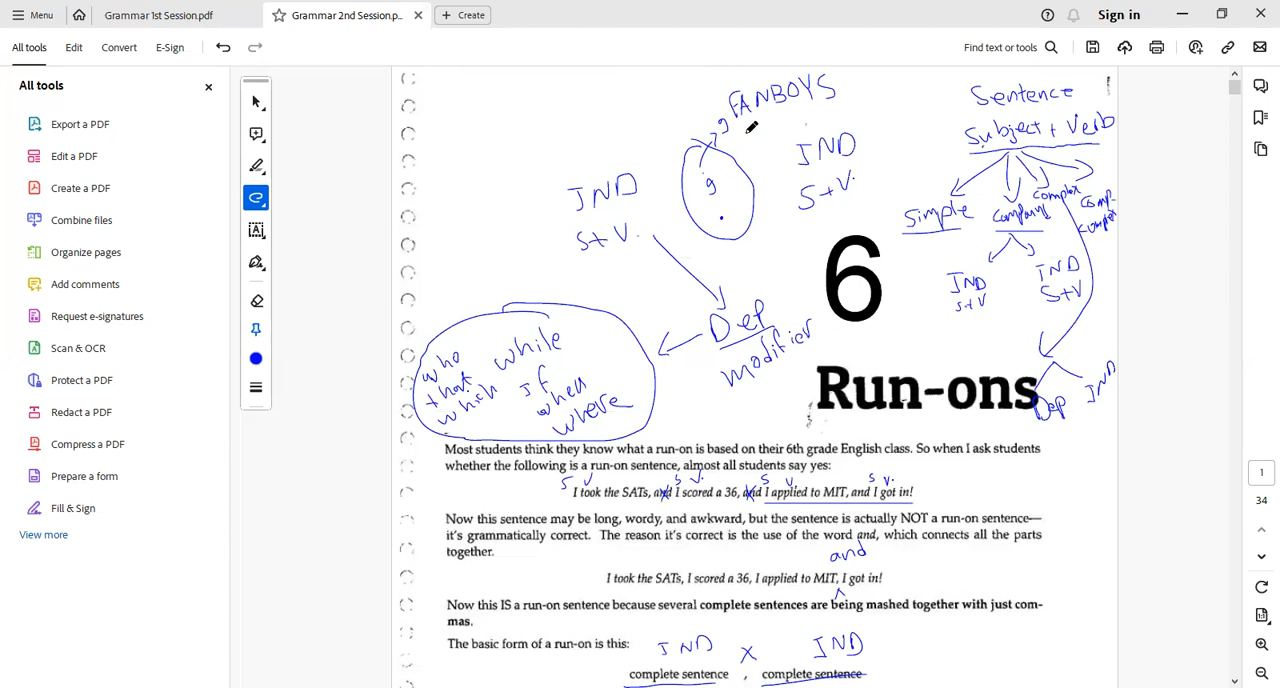 Menu
Grammar 1st Session.pdf
Grammar 2nd Session.p...
Create
Sign in
All tools
Edit
Convert
E-Sign
Find text or tools
All tools
Export a PDF
Edit a PDF
Create a PDF
Combine files
Organize pages
Add comments
Request e-signatures
Scan & OCR
Protect a PDF
Redact a PDF
Compress a PDF
Prepare a form
Fill & Sign
View more
, FANBOYS
Sentence
Subject + Verb
IND
S+V.
IND
S+V.
Simple
Compound
Complex
Comp-
Complex
IND
S+V
IND
S+V
Dep
modifier
who
that
which
while
if
when
where
Dep
IND
6
Run-ons
Most students think they know what a run-on is based on their 6th grade English class. So when I ask students
whether the following is a run-on sentence, almost all students say yes:
S V S V. S V. S V.
I took the SATs, and I scored a 36, and I applied to MIT, and I got in!
Now this sentence may be long, wordy, and awkward, but the sentence is actually NOT a run-on sentence—
it's grammatically correct. The reason it's correct is the use of the word and, which connects all the parts
together.
and
I took the SATs, I scored a 36, I applied to MIT, I got in!
Now this IS a run-on sentence because several complete sentences are being mashed together with just com-
mas.
The basic form of a run-on is this:
IND X IND
complete sentence , complete sentence
1
34